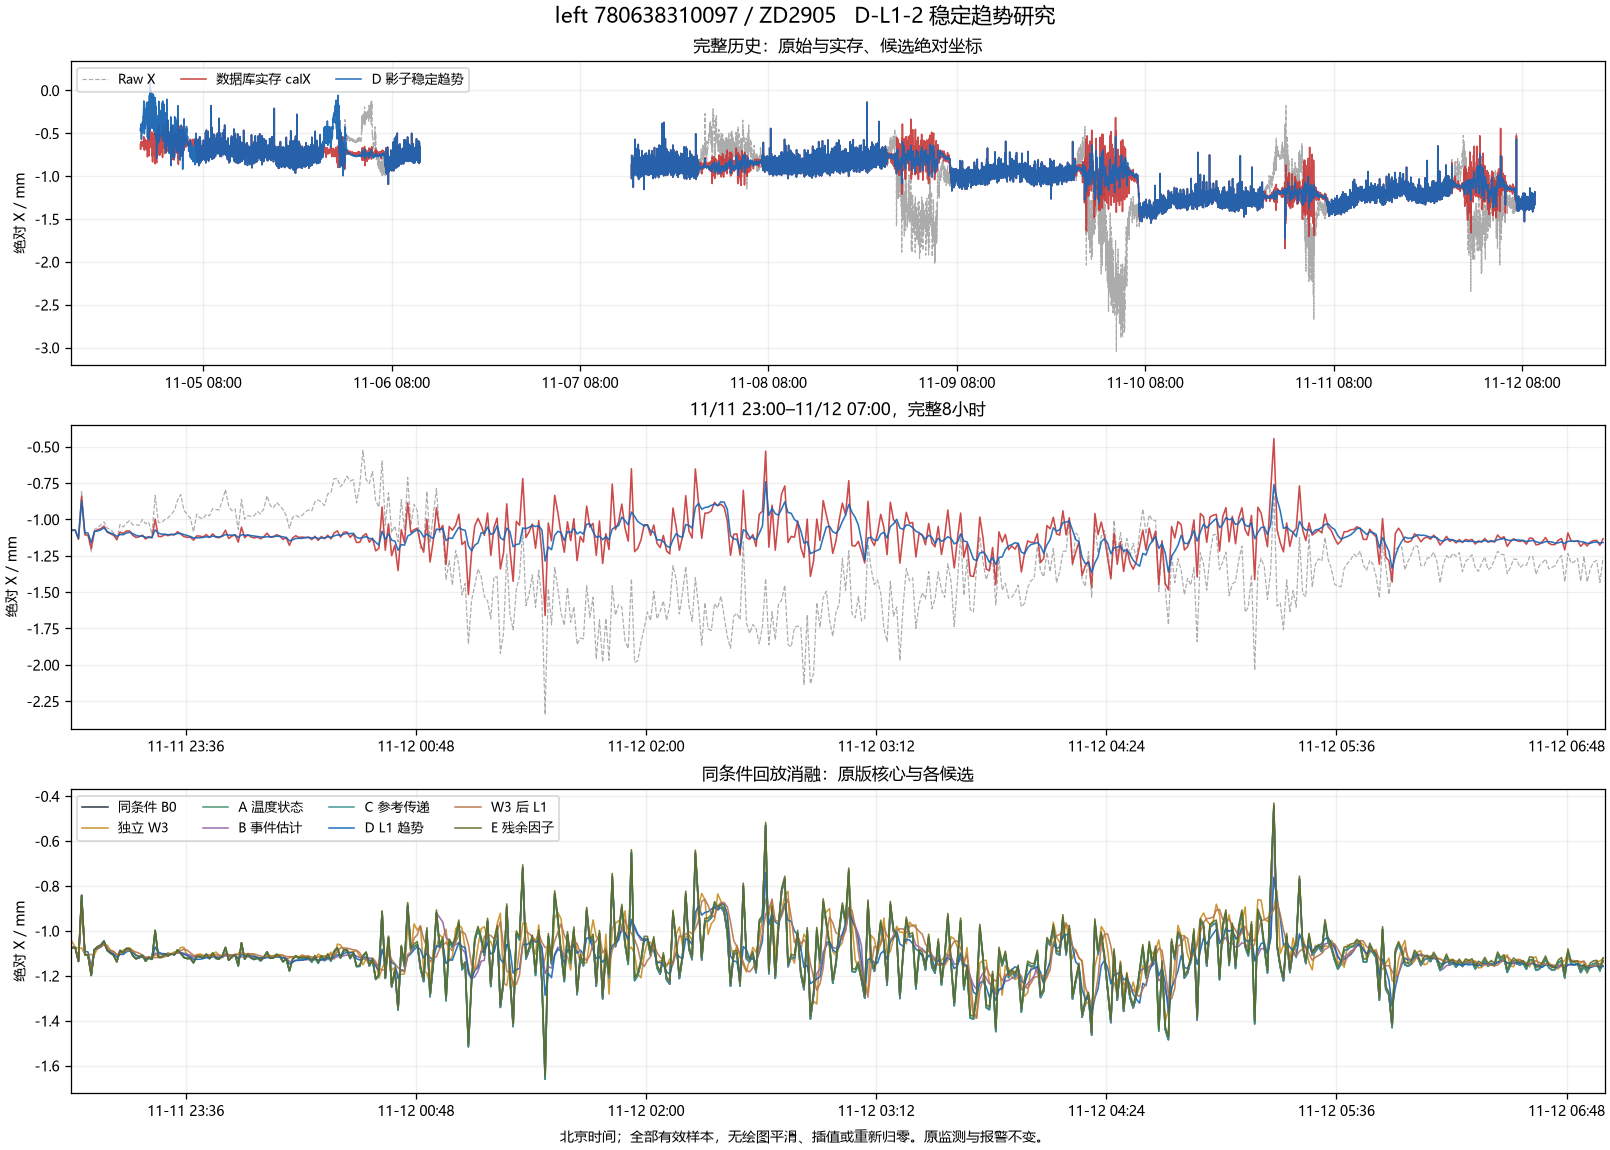 left 780638310097 / ZD2905   D-L1-2 稳定趋势研究
完整历史：原始与实存、候选绝对坐标
Raw X
数据库实存 calX
D 影子稳定趋势
绝对 X / mm
0.0
-0.5
-1.0
-1.5
-2.0
-2.5
-3.0
11-05 08:00
11-06 08:00
11-07 08:00
11-08 08:00
11-09 08:00
11-10 08:00
11-11 08:00
11-12 08:00
11/11 23:00–11/12 07:00，完整8小时
绝对 X / mm
-0.50
-0.75
-1.00
-1.25
-1.50
-1.75
-2.00
-2.25
11-11 23:36
11-12 00:48
11-12 02:00
11-12 03:12
11-12 04:24
11-12 05:36
11-12 06:48
同条件回放消融：原版核心与各候选
同条件 B0
A 温度状态
C 参考传递
W3 后 L1
独立 W3
B 事件估计
D L1 趋势
E 残余因子
绝对 X / mm
-0.4
-0.6
-0.8
-1.0
-1.2
-1.4
-1.6
11-11 23:36
11-12 00:48
11-12 02:00
11-12 03:12
11-12 04:24
11-12 05:36
11-12 06:48
北京时间；全部有效样本，无绘图平滑、插值或重新归零。原监测与报警不变。